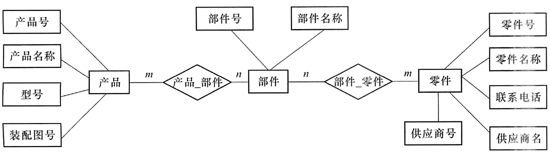 产品号
产品名称
型号
装配图号
产品
m
产品_部件
n
部件号
部件名称
部件
n
部件_零件
m
零件
零件号
零件名称
联系电话
供应商号
供应商名